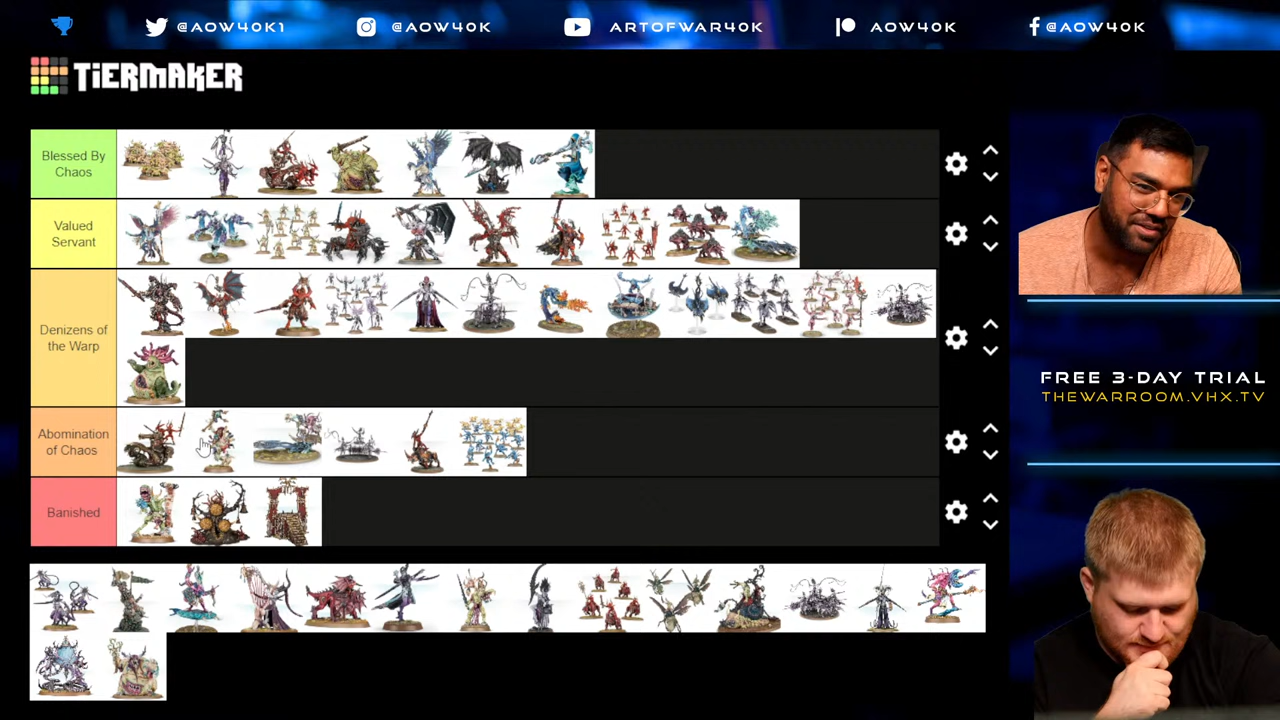 @AOW40K1
@AOW40K
ARTOFWAR40K
AOW40K
@AOW40K
TIERMAKER
Blessed By
Chaos
Valued
Servant
Denizens of
the Warp
Abomination
of Chaos
Banished
FREE 3-DAY TRIAL
THEWARROOM.VHX.TV